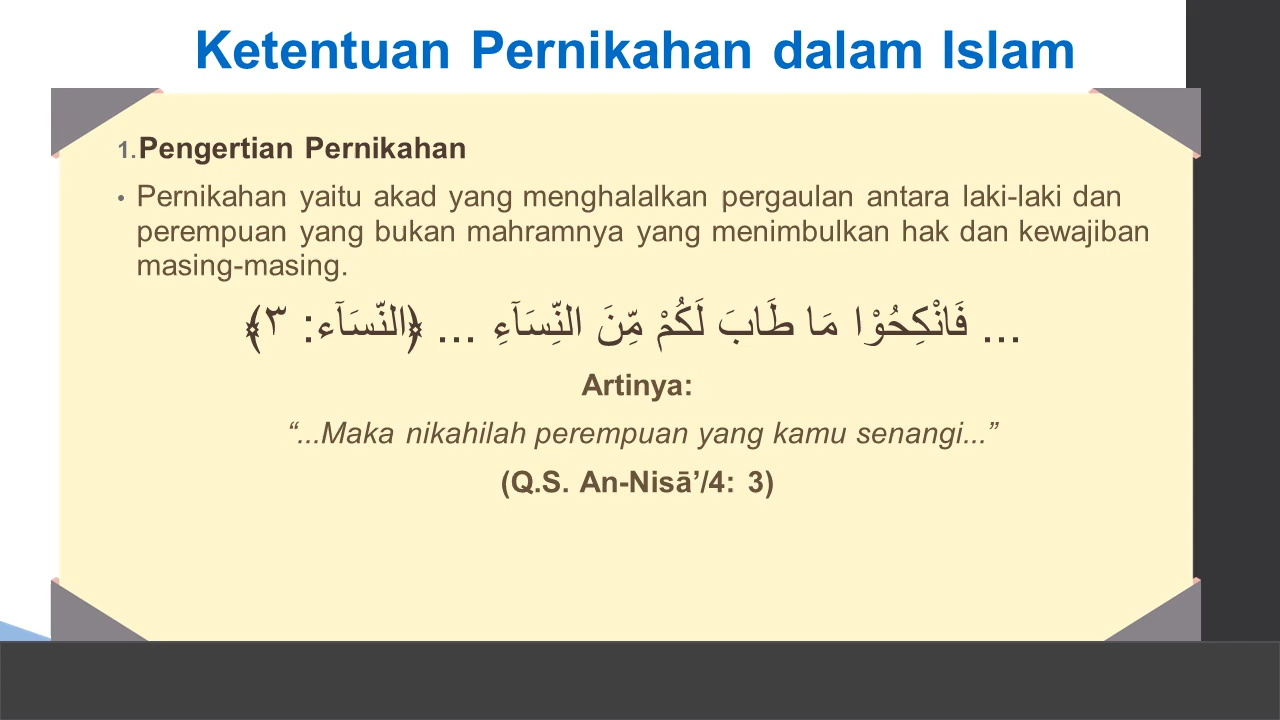 Ketentuan Pernikahan dalam Islam
1.Pengertian Pernikahan
• Pernikahan yaitu akad yang menghalalkan pergaulan antara laki-laki dan
perempuan yang bukan mahramnya yang menimbulkan hak dan kewajiban
masing-masing.
... فَانْكِحُوْا مَا طَابَ لَكُمْ مِّنَ النِّسَآءِ ... ﴿النّسَآء: ٣﴾
Artinya:
“...Maka nikahilah perempuan yang kamu senangi...”
(Q.S. An-Nisā’/4: 3)